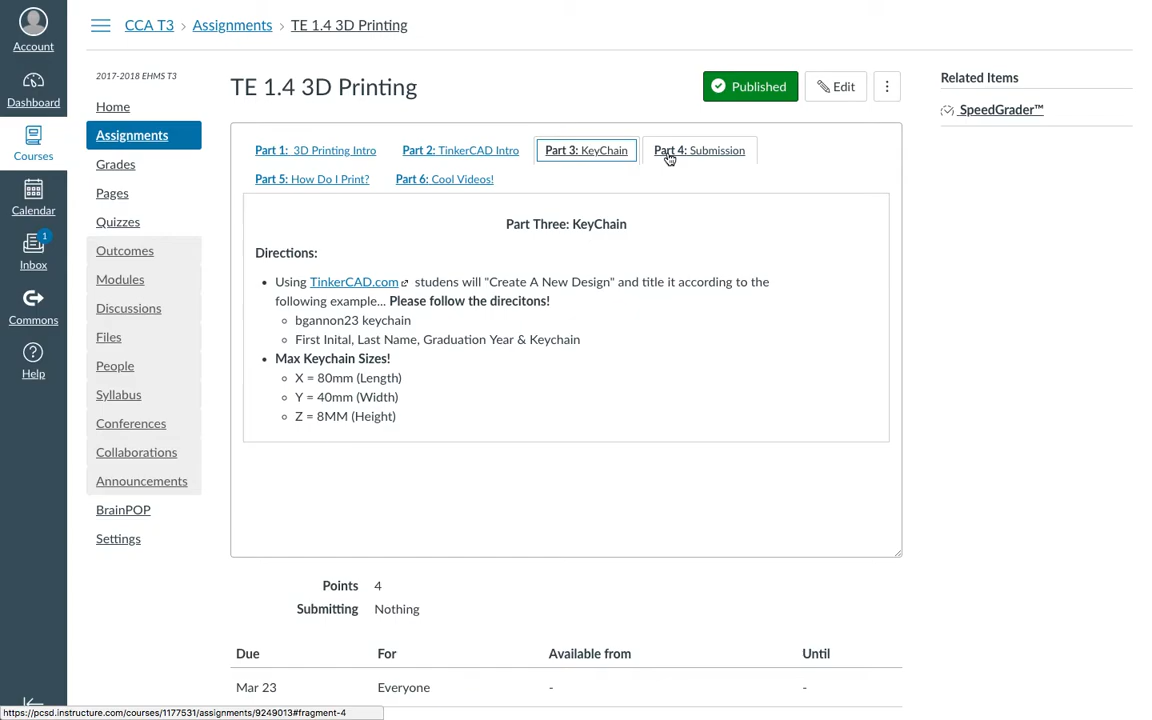 CCA T3 > Assignments > TE 1.4 3D Printing
Account
Dashboard
Courses
Calendar
1
Inbox
Commons
Help
2017-2018 EHMS T3
Home
Assignments
Grades
Pages
Quizzes
Outcomes
Modules
Discussions
Files
People
Syllabus
Conferences
Collaborations
Announcements
BrainPOP
Settings
TE 1.4 3D Printing
Published
Edit
Part 1: 3D Printing Intro
Part 2: TinkerCAD Intro
Part 3: KeyChain
Part 4: Submission
Part 5: How Do I Print?
Part 6: Cool Videos!
Part Three: KeyChain
Directions:
Using TinkerCAD.com studens will "Create A New Design" and title it according to the
following example... Please follow the direcitons!
bgannon23 keychain
First Inital, Last Name, Graduation Year & Keychain
Max Keychain Sizes!
X = 80mm (Length)
Y = 40mm (Width)
Z = 8MM (Height)
Points 4
Submitting Nothing
Due For Available from Until
Mar 23 Everyone - -
Related Items
SpeedGrader™
https://pcsd.instructure.com/courses/1177531/assignments/9249013#fragment-4